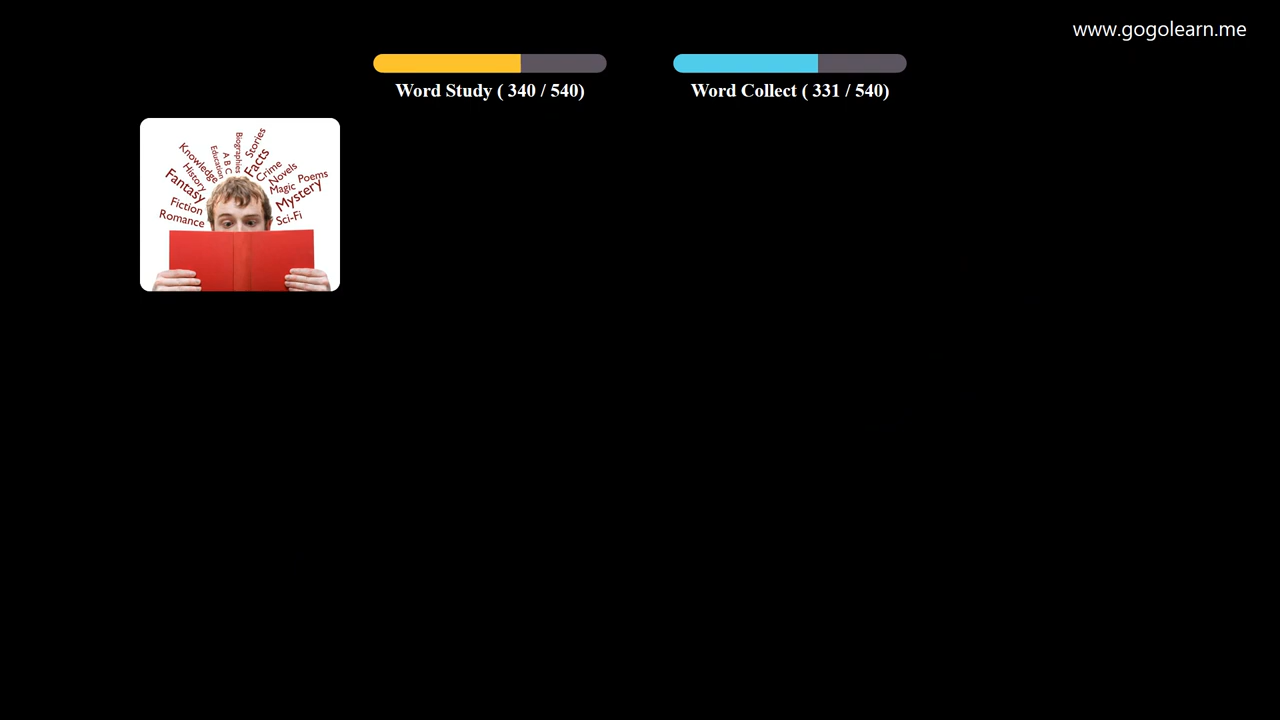 www.gogolearn.me
Word Study ( 340 / 540)
Word Collect ( 331 / 540)
Stories
Biographies
Facts
A B C
Education
Knowledge
Crime
Novels
History
Poems
Magic
Fantasy
Mystery
Fiction
Sci-Fi
Romance